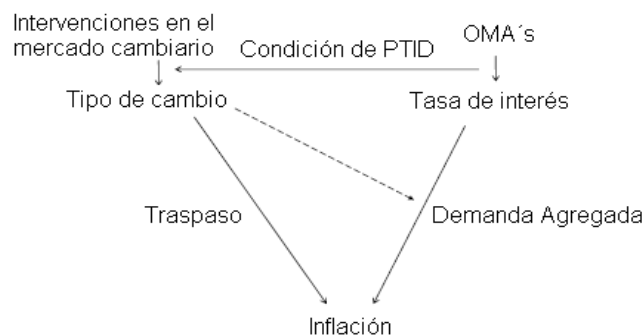 Intervenciones en el
mercado cambiario
Condición de PTID
OMA´s
Tipo de cambio
Tasa de interés
Traspaso
Demanda Agregada
Inflación